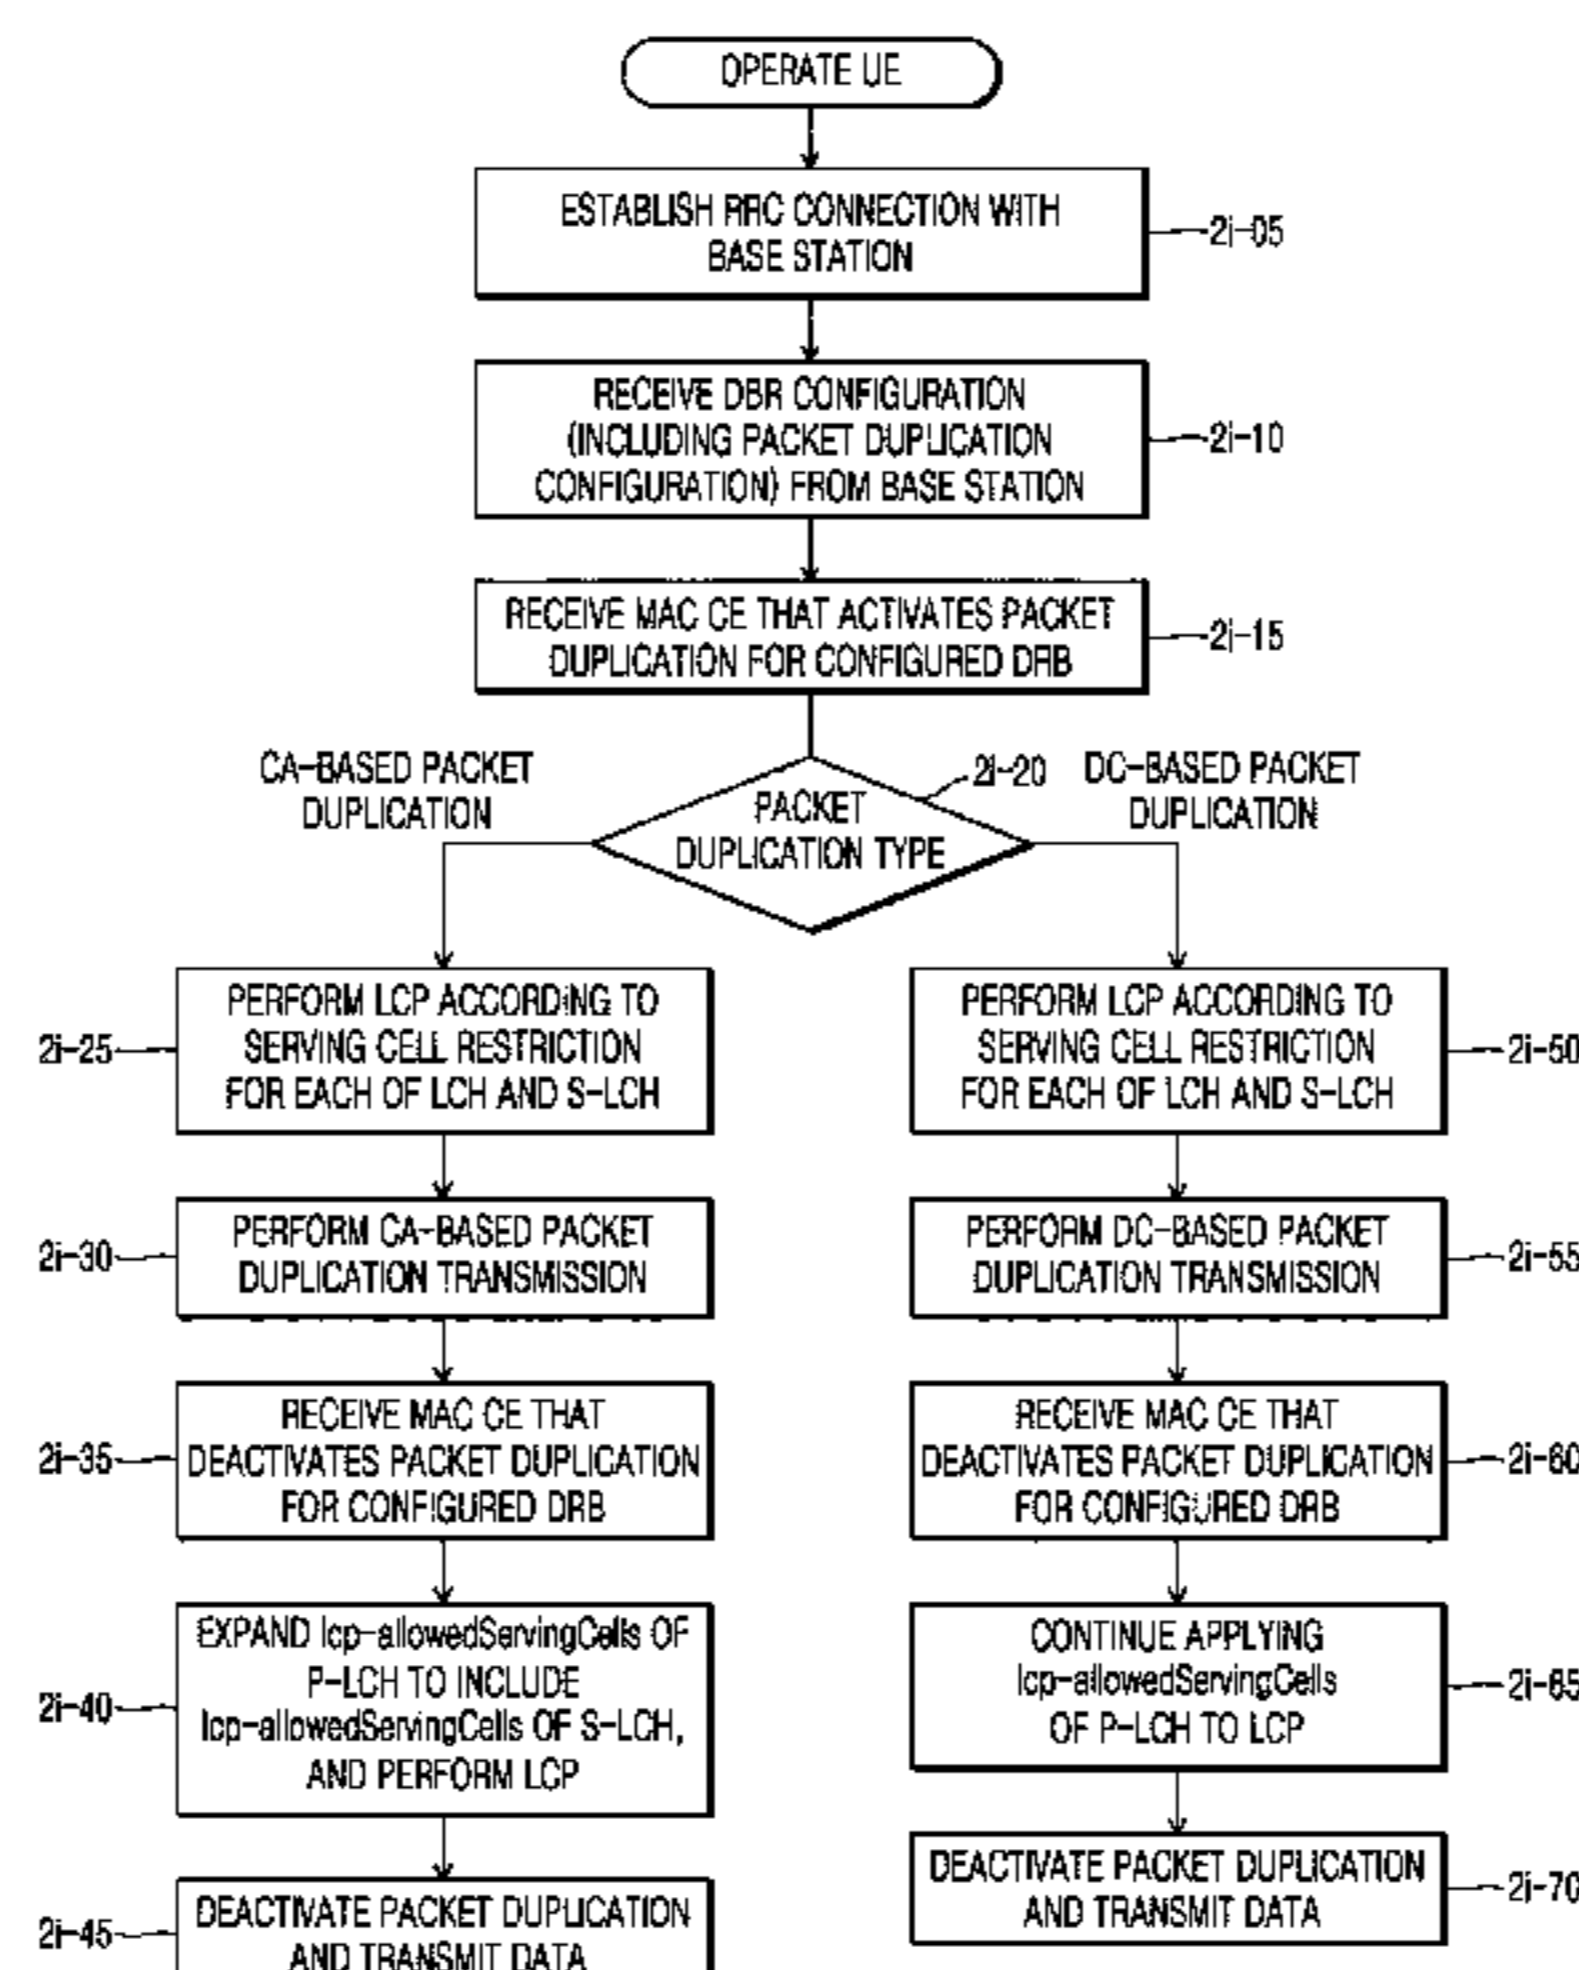 OPERATE UE
ESTABLISH RRC CONNECTION WITH
BASE STATION
2i-05
RECEIVE DBR CONFIGURATION
(INCLUDING PACKET DUPLICATION
CONFIGURATION) FROM BASE STATION
2i-10
RECEIVE MAC CE THAT ACTIVATES PACKET
DUPLICATION FOR CONFIGURED DRB
2i-15
CA-BASED PACKET
DUPLICATION
PACKET
DUPLICATION TYPE
2i-20
DC-BASED PACKET
DUPLICATION
2i-25
PERFORM LCP ACCORDING TO
SERVING CELL RESTRICTION
FOR EACH OF LCH AND S-LCH
2i-30
PERFORM CA-BASED PACKET
DUPLICATION TRANSMISSION
2i-35
RECEIVE MAC CE THAT
DEACTIVATES PACKET DUPLICATION
FOR CONFIGURED DRB
2i-40
EXPAND lcp-allowedServingCells OF
P-LCH TO INCLUDE
lcp-allowedServingCells OF S-LCH,
AND PERFORM LCP
2i-45
DEACTIVATE PACKET DUPLICATION
AND TRANSMIT DATA
PERFORM LCP ACCORDING TO
SERVING CELL RESTRICTION
FOR EACH OF LCH AND S-LCH
2i-50
PERFORM DC-BASED PACKET
DUPLICATION TRANSMISSION
2i-55
RECEIVE MAC CE THAT
DEACTIVATES PACKET DUPLICATION
FOR CONFIGURED DRB
2i-60
CONTINUE APPLYING
lcp-allowedServingCells
OF P-LCH TO LCP
2i-65
DEACTIVATE PACKET DUPLICATION
AND TRANSMIT DATA
2i-70